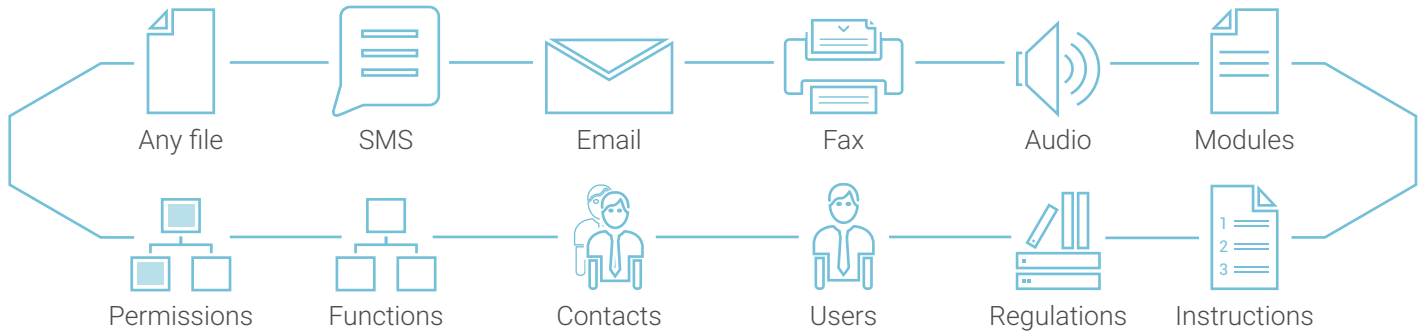 Any file
SMS
Email
Fax
Audio
Modules
Permissions
Functions
Contacts
Users
Regulations
1
2
3
Instructions